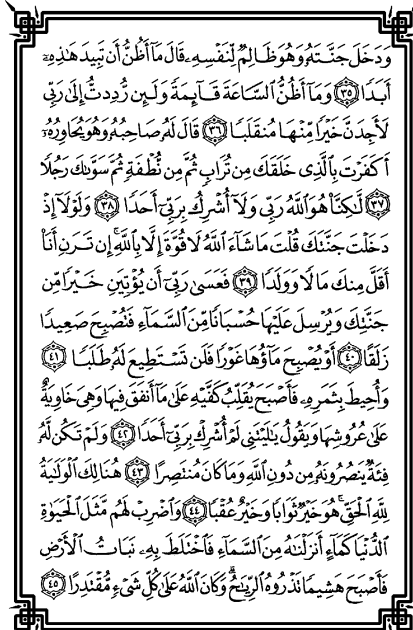 وَدَخَلَ جَنَّتَهُۥ وَهُوَ ظَالِمٌ لِّنَفْسِهِۦ قَالَ مَآ أَظُنُّ أَن تَبِيدَ هَٰذِهِۦٓ
أَبَدًا ٣٥ وَمَآ أَظُنُّ ٱلسَّاعَةَ قَآئِمَةً وَلَئِن رُّدِدتُّ إِلَىٰ رَبِّى
لَأَجِدَنَّ خَيْرًا مِّنْهَا مُنقَلَبًا ٣٦ قَالَ لَهُۥ صَاحِبُهُۥ وَهُوَ يُحَاوِرُهُۥٓ
أَكَفَرْتَ بِٱلَّذِى خَلَقَكَ مِن تُرَابٍ ثُمَّ مِن نُّطْفَةٍ ثُمَّ سَوَّىٰكَ رَجُلًا
٣٧ لَّٰكِنَّا۠ هُوَ ٱللَّهُ رَبِّى وَلَآ أُشْرِكُ بِرَبِّىٓ أَحَدًا ٣٨ وَلَوْلَآ إِذْ
دَخَلْتَ جَنَّتَكَ قُلْتَ مَا شَآءَ ٱللَّهُ لَا قُوَّةَ إِلَّا بِٱللَّهِ ۚ إِن تَرَنِ أَنَا۠
أَقَلَّ مِنكَ مَالًا وَوَلَدًا ٣٩ فَعَسَىٰ رَبِّىٓ أَن يُؤْتِيَنِ خَيْرًا مِّن
جَنَّتِكَ وَيُرْسِلَ عَلَيْهَا حُسْبَانًا مِّنَ ٱلسَّمَآءِ فَتُصْبِحَ صَعِيدًا
زَلَقًا ٤٠ أَوْ يُصْبِحَ مَآؤُهَا غَوْرًا فَلَن تَسْتَطِيعَ لَهُۥ طَلَبًا ٤١
وَأُحِيطَ بِثَمَرِهِۦ فَأَصْبَحَ يُقَلِّبُ كَفَّيْهِ عَلَىٰ مَآ أَنفَقَ فِيهَا وَهِىَ خَاوِيَةٌ
عَلَىٰ عُرُوشِهَا وَيَقُولُ يَٰلَيْتَنِى لَمْ أُشْرِكْ بِرَبِّىٓ أَحَدًا ٤٢ وَلَمْ تَكُن لَّهُۥ
فِئَةٌ يَنصُرُونَهُۥ مِن دُونِ ٱللَّهِ وَمَا كَانَ مُنتَصِرًا ٤٣ هُنَالِكَ ٱلْوَلَٰيَةُ
لِلَّهِ ٱلْحَقِّ ۚ هُوَ خَيْرٌ ثَوَابًا وَخَيْرٌ عُقْبًا ٤٤ وَٱضْرِبْ لَهُم مَّثَلَ ٱلْحَيَوٰةِ
ٱلدُّنْيَا كَمَآءٍ أَنزَلْنَٰهُ مِنَ ٱلسَّمَآءِ فَٱخْتَلَطَ بِهِۦ نَبَاتُ ٱلْأَرْضِ
فَأَصْبَحَ هَشِيمًا تَذْرُوهُ ٱلرِّيَٰحُ ۗ وَكَانَ ٱللَّهُ عَلَىٰ كُلِّ شَىْءٍ مُّقْتَدِرًا ٤٥